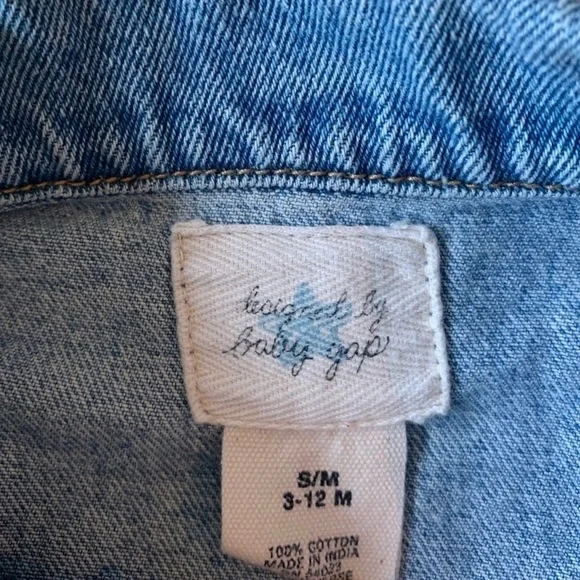 designed by
baby gap
S/M
3-12 M
100% COTTON
MADE IN INDIA